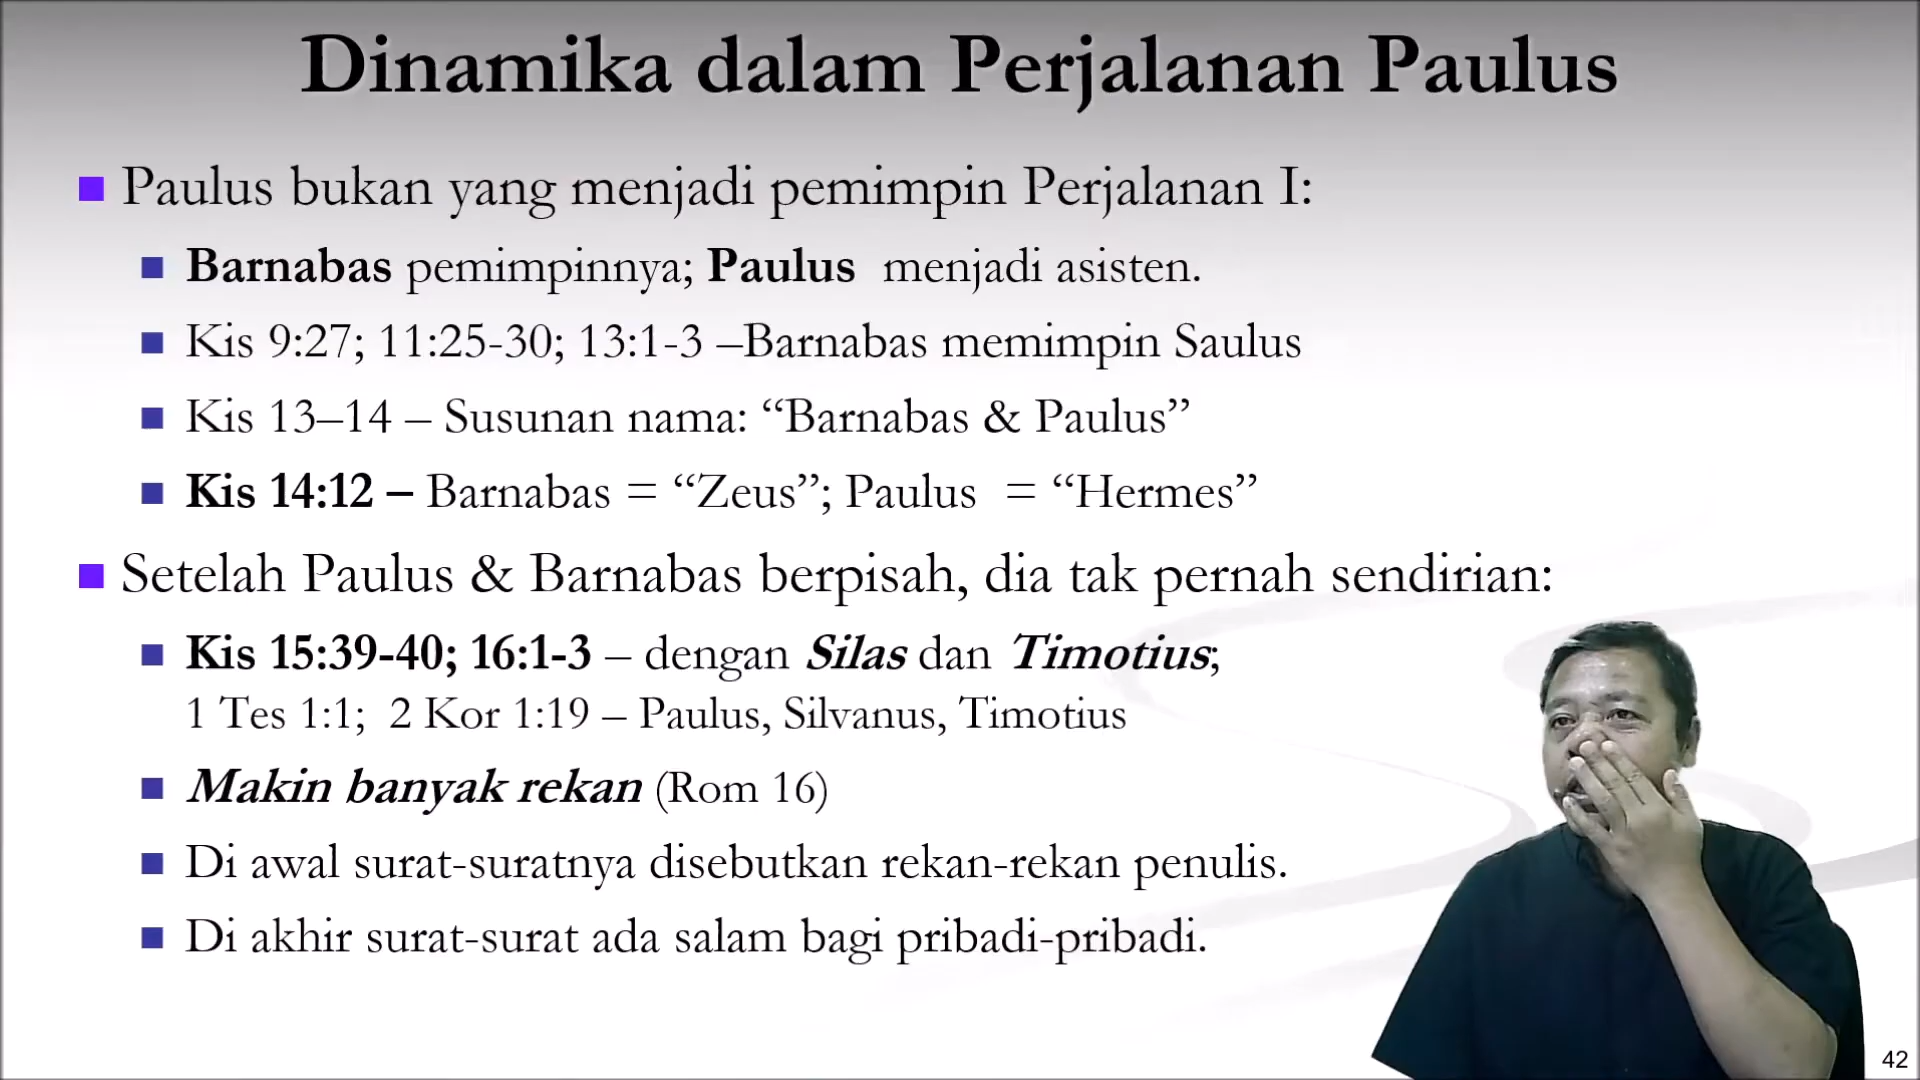 Dinamika dalam Perjalanan Paulus
Paulus bukan yang menjadi pemimpin Perjalanan I:
Barnabas pemimpinnya; Paulus menjadi asisten.
Kis 9:27; 11:25-30; 13:1-3 –Barnabas memimpin Saulus
Kis 13–14 – Susunan nama: “Barnabas & Paulus”
Kis 14:12 – Barnabas = “Zeus”; Paulus = “Hermes”
Setelah Paulus & Barnabas berpisah, dia tak pernah sendirian:
Kis 15:39-40; 16:1-3 – dengan Silas dan Timotius;
1 Tes 1:1; 2 Kor 1:19 – Paulus, Silvanus, Timotius
Makin banyak rekan (Rom 16)
Di awal surat-suratnya disebutkan rekan-rekan penulis.
Di akhir surat-surat ada salam bagi pribadi-pribadi.
42